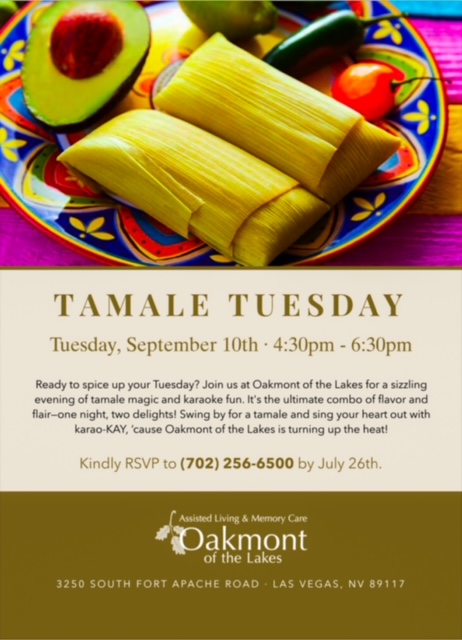 TAMALE TUESDAY
Tuesday, September 10th · 4:30pm - 6:30pm
Ready to spice up your Tuesday? Join us at Oakmont of the Lakes for a sizzling
evening of tamale magic and karaoke fun. It's the ultimate combo of flavor and
flair—one night, two delights! Swing by for a tamale and sing your heart out with
karao-KAY, 'cause Oakmont of the Lakes is turning up the heat!
Kindly RSVP to (702) 256-6500 by July 26th.
Assisted Living & Memory Care
Oakmont
of the Lakes
3250 SOUTH FORT APACHE ROAD · LAS VEGAS, NV 89117